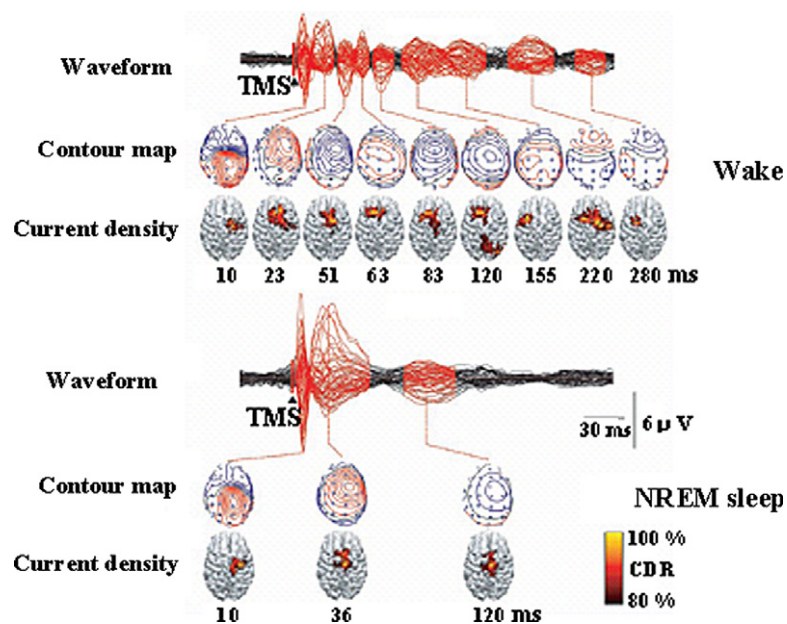 Waveform
TMS
Contour map
Wake
Current density
10 23 51 63 83 120 155 220 280 ms
Waveform
TMS
30 ms
6 μ V
Contour map
NREM sleep
Current density
100 %
CDR
80 %
10 36 120 ms